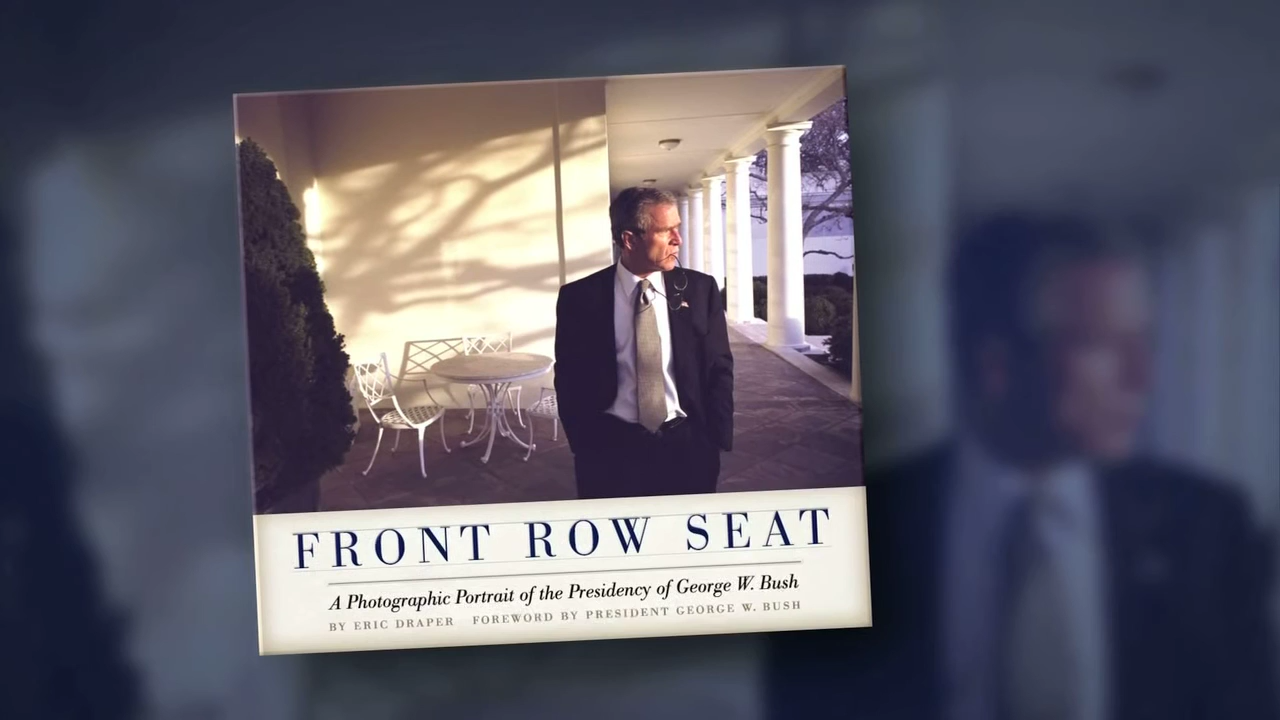 FRONT ROW SEAT
A Photographic Portrait of the Presidency of George W. Bush
BY ERIC DRAPER FOREWORD BY PRESIDENT GEORGE W. BUSH